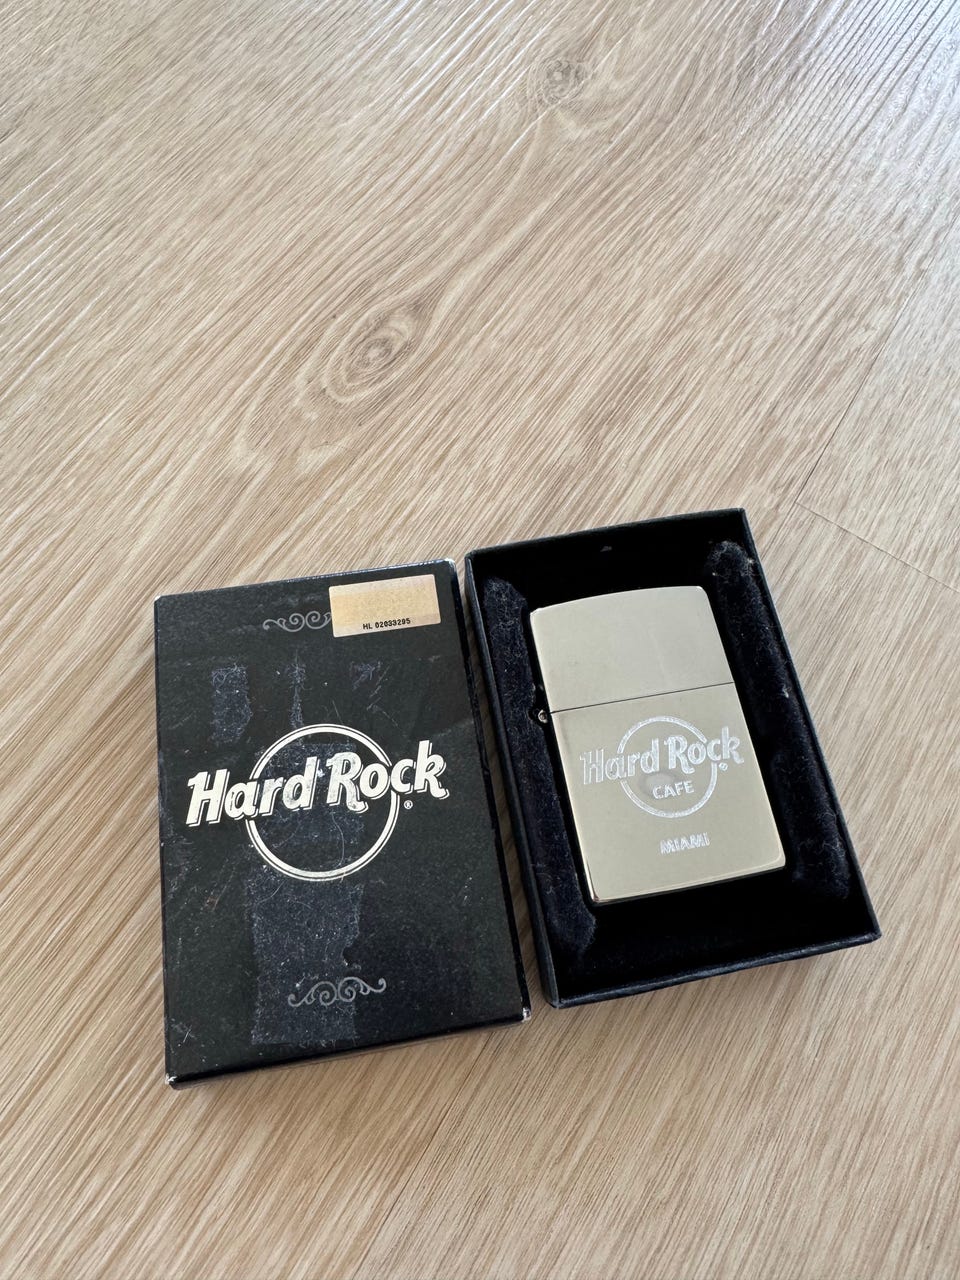 HL 02033295
Hard Rock
®
Hard Rock
®
CAFE
MIAMI